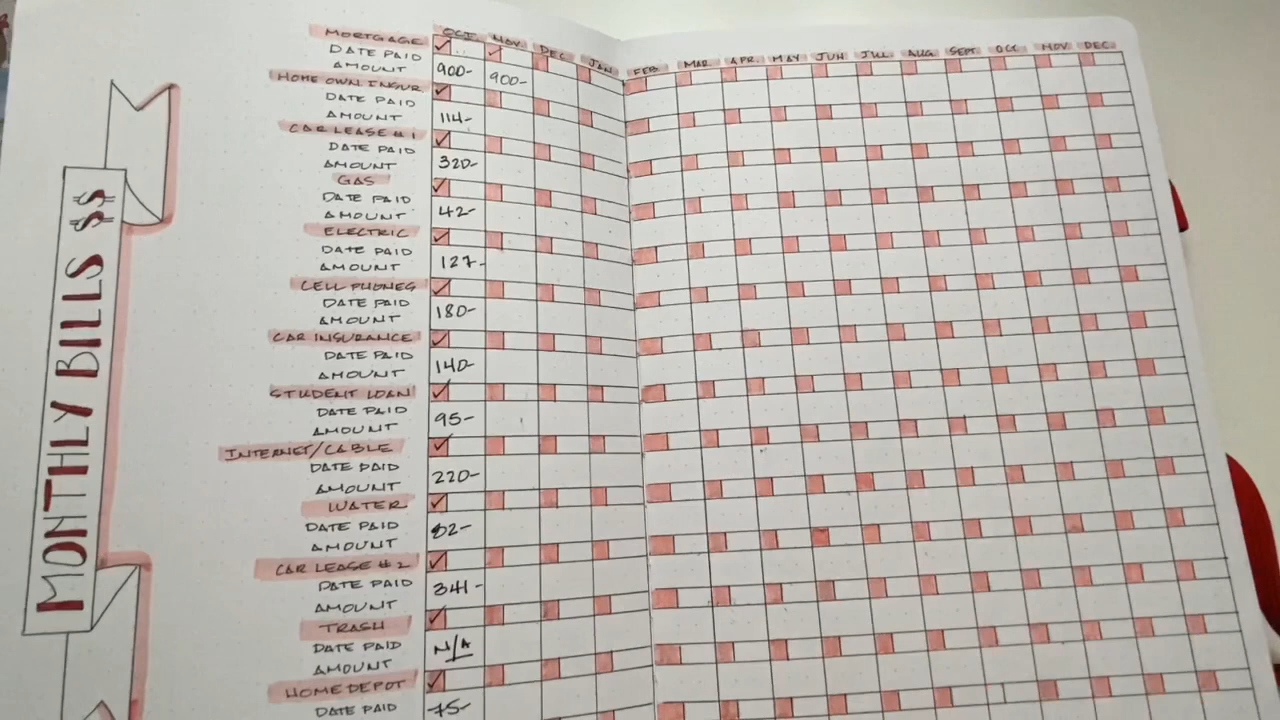 MONTHLY BILLS $$
OCT NOV DEC JAN FEB MAR APR MAY JUN JUL AUG SEPT OCT NOV DEC
MORTGAGE ✓ ✓
DATE PAID
AMOUNT 900- 900-
HOME OWN INSUR ✓
DATE PAID
AMOUNT 114-
CAR LEASE #1 ✓
DATE PAID
AMOUNT 320-
GAS ✓
DATE PAID
AMOUNT 42-
ELECTRIC ✓
DATE PAID
AMOUNT 127-
CELL PHONES ✓
DATE PAID
AMOUNT 180-
CAR INSURANCE ✓
DATE PAID
AMOUNT 140-
STUDENT LOAN ✓
DATE PAID
AMOUNT 95-
INTERNET/CABLE ✓
DATE PAID
AMOUNT 220-
WATER ✓
DATE PAID
AMOUNT
CAR LEASE #2 ✓
DATE PAID 341-
AMOUNT
TRASH ✓
DATE PAID N/A
AMOUNT
HOME DEPOT ✓
DATE PAID 75-